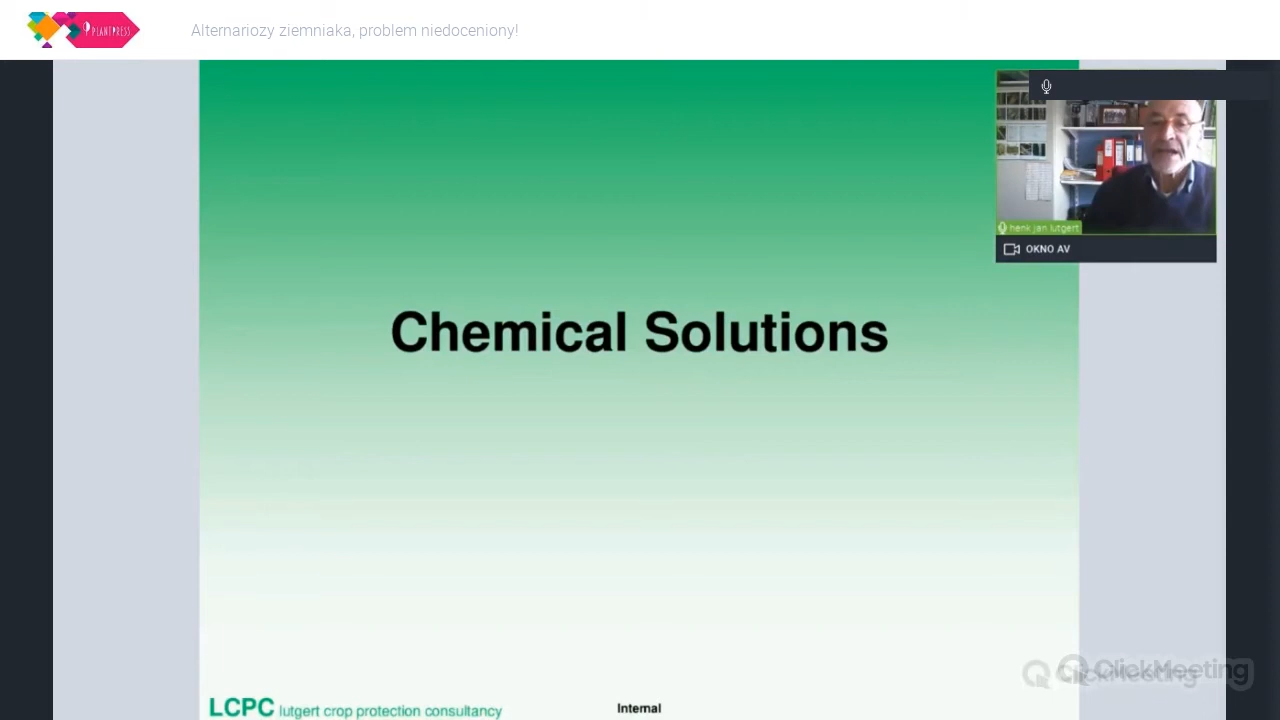 PLANTPRESS
Alternariozy ziemniaka, problem niedoceniony!
henk jan lutgert
OKNO AV
Chemical Solutions
ClickMeeting
ClickMeeting
LCPC lutgert crop protection consultancy
Internal